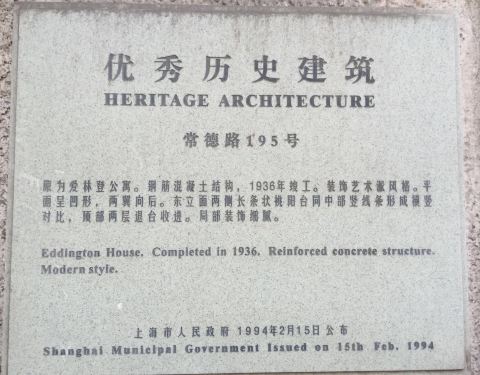 优秀历史建筑
HERITAGE ARCHITECTURE
常德路195号
原为爱林登公寓。钢筋混凝土结构，1936年竣工。装饰艺术派风格。平
面呈凹形，两翼向后。东立面两侧长条状挑阳台同中部竖线条形成横竖
对比，顶部两层退台收进。局部装饰细腻。
Eddington House. Completed in 1936. Reinforced concrete structure.
Modern style.
上海市人民政府 1994年2月15日公布
Shanghai Municipal Government Issued on 15th Feb. 1994